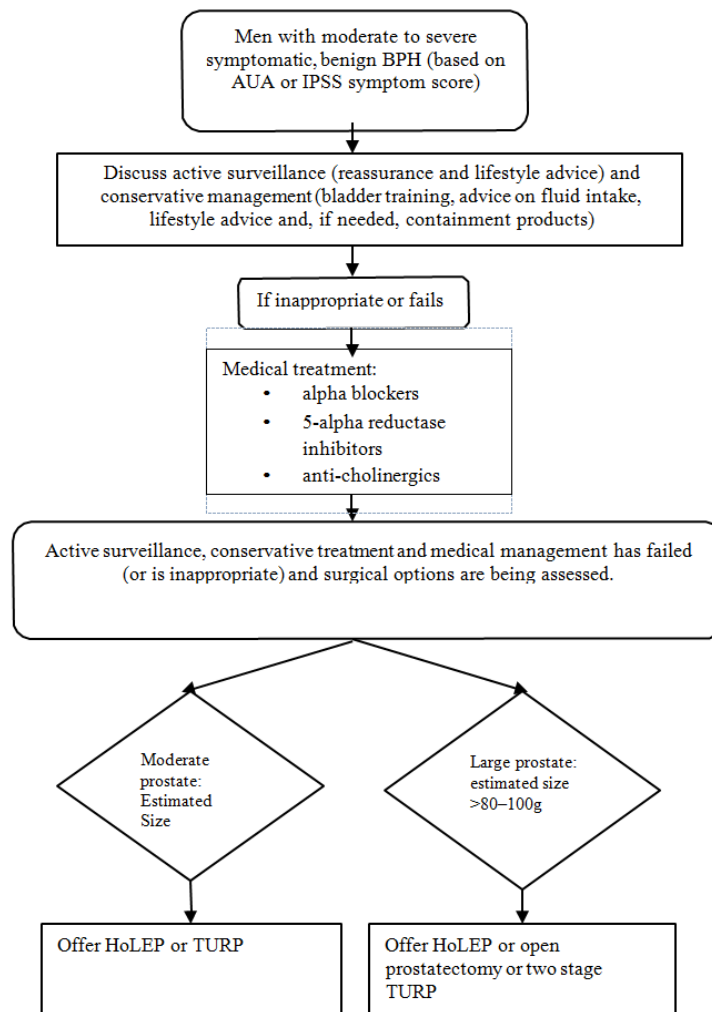 Men with moderate to severe
symptomatic, benign BPH (based on
AUA or IPSS symptom score)
Discuss active surveillance (reassurance and lifestyle advice) and
conservative management (bladder training, advice on fluid intake,
lifestyle advice and, if needed, containment products)
If inappropriate or fails
Medical treatment:
• alpha blockers
• 5-alpha reductase
inhibitors
• anti-cholinergics
Active surveillance, conservative treatment and medical management has failed
(or is inappropriate) and surgical options are being assessed.
Moderate
prostate:
Estimated
Size
Large prostate:
estimated size
>80–100g
Offer HoLEP or TURP
Offer HoLEP or open
prostatectomy or two stage
TURP